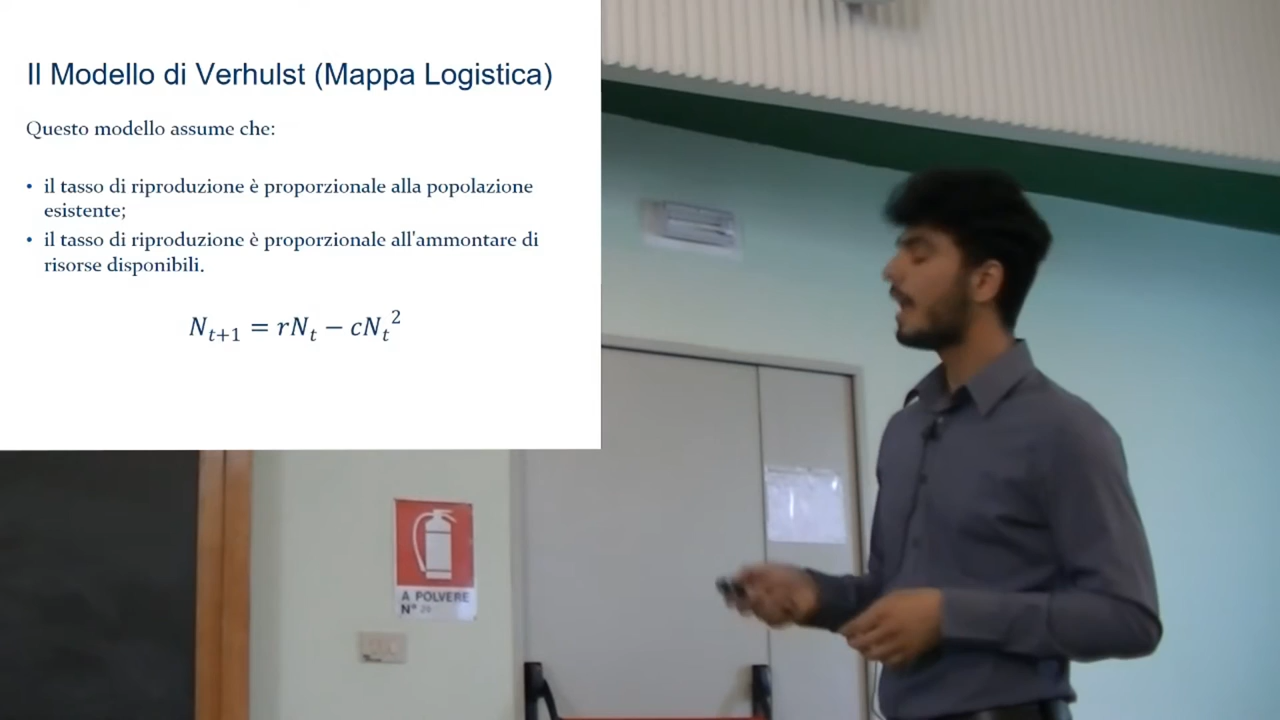 Il Modello di Verhulst (Mappa Logistica)
Questo modello assume che:
• il tasso di riproduzione è proporzionale alla popolazione
esistente;
• il tasso di riproduzione è proporzionale all'ammontare di
risorse disponibili.
$N_{t+1} = rN_t - cN_t^2$
A POLVERE
N°